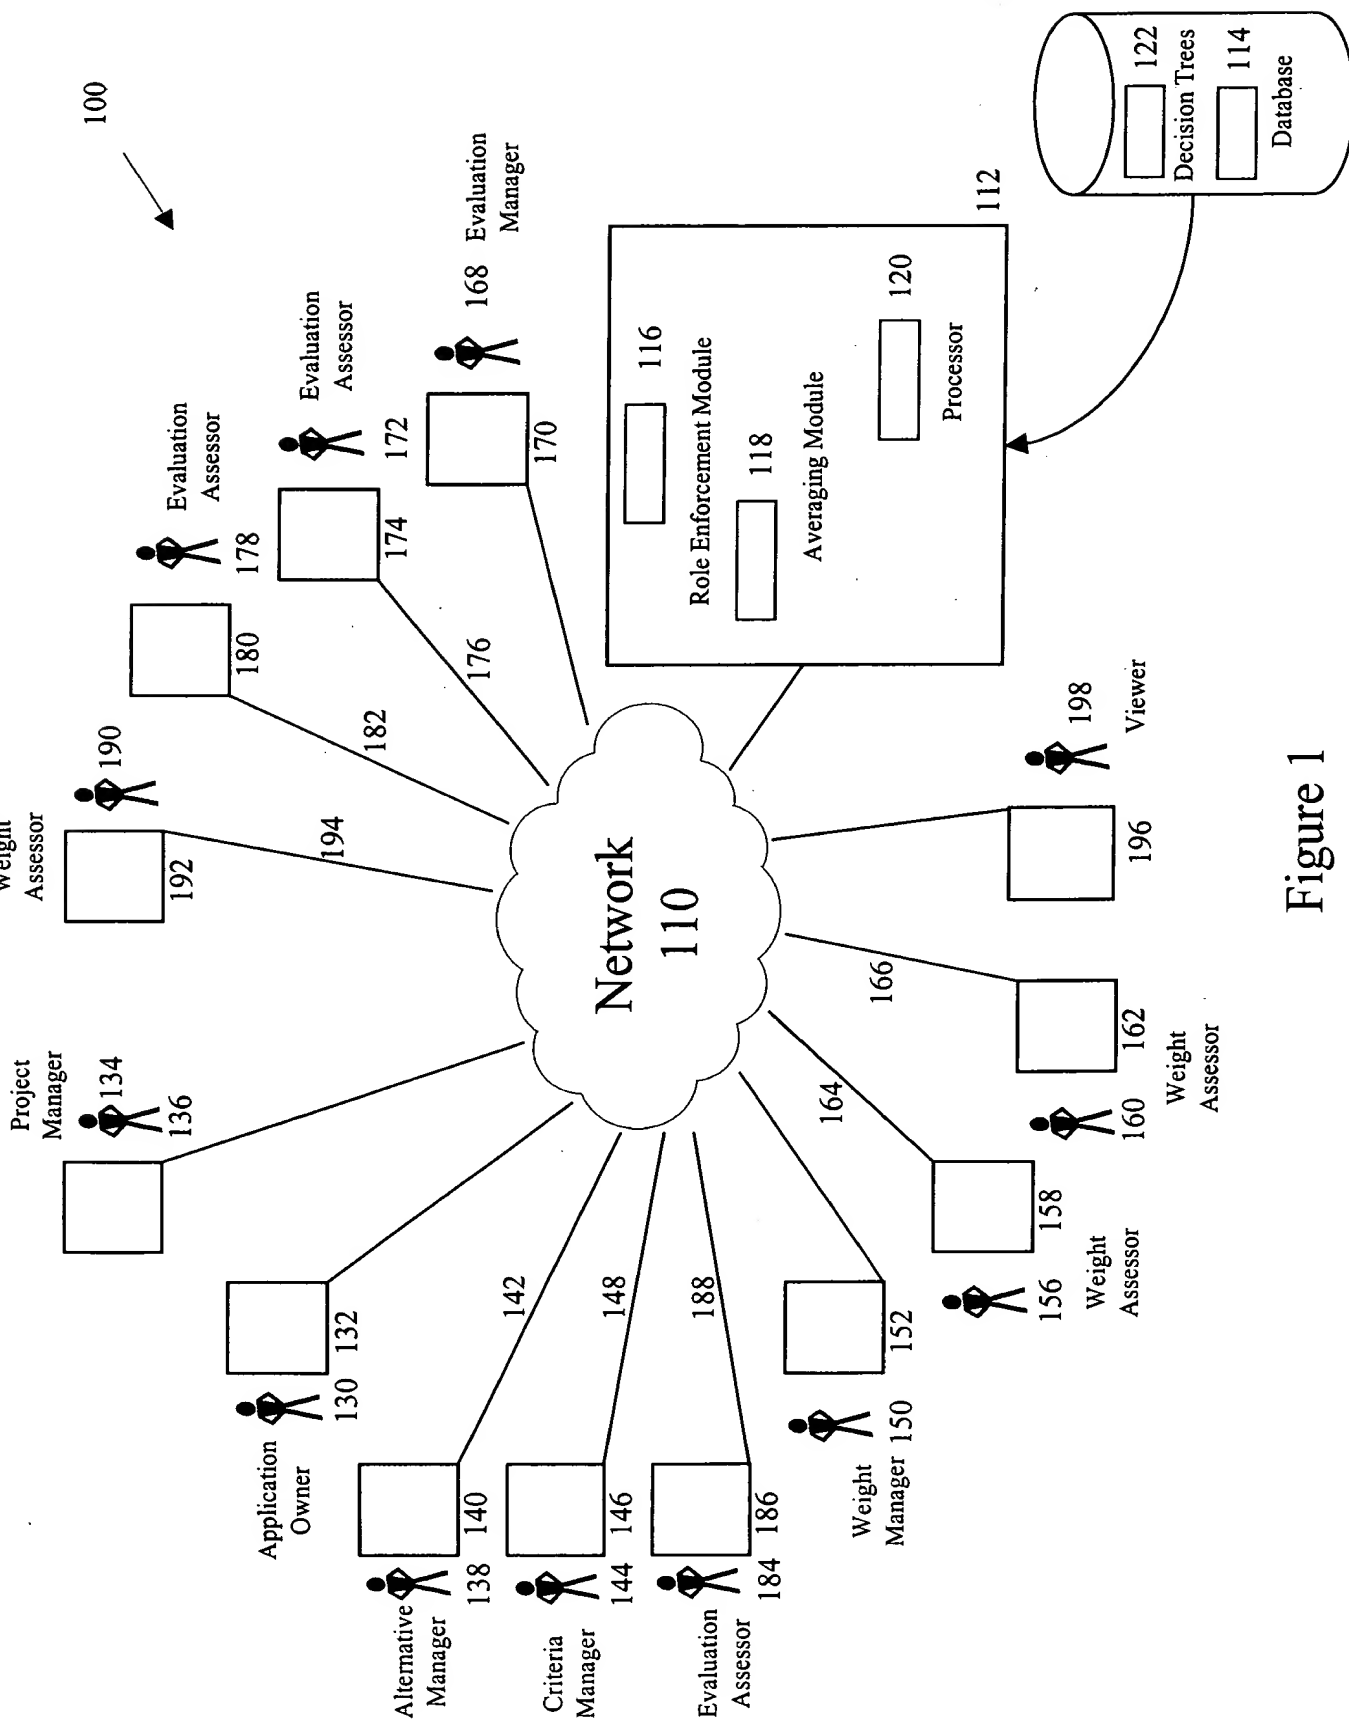 100
Project
Manager
134
136
Weight
Assessor
190
192
194
Evaluation
Assessor
178
180
182
Evaluation
Assessor
172
174
176
Evaluation
Manager
168
170
Application
Owner
130
132
Alternative
Manager
138
140
142
Criteria
Manager
144
146
148
Evaluation
Assessor
184
186
188
Network
110
116
Role Enforcement Module
118
Averaging Module
120
Processor
112
122
Decision Trees
114
Database
Weight
Manager
150
152
156
158
Weight
Assessor
164
160
162
Weight
Assessor
166
196
198
Viewer
Figure 1